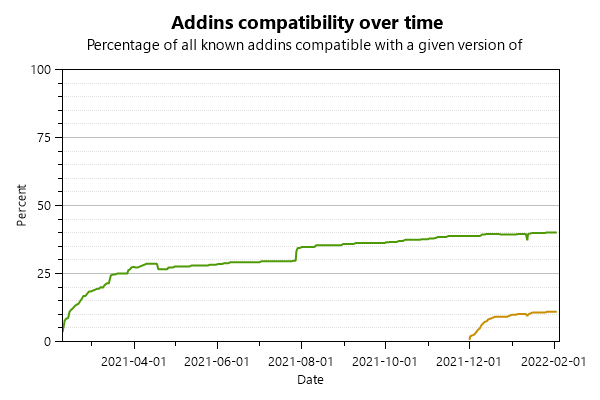 Addins compatibility over time
Percentage of all known addins compatible with a given version of
100
75
50
25
0
Percent
2021-04-01 2021-06-01 2021-08-01 2021-10-01 2021-12-01 2022-02-01
Date